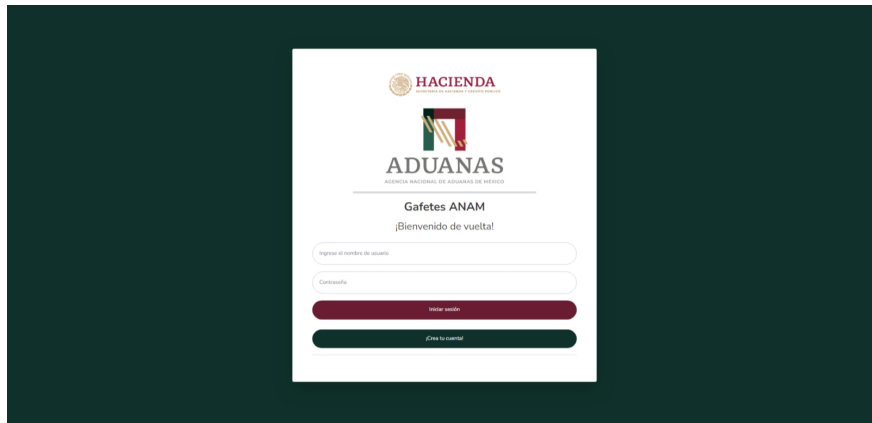 HACIENDA
SECRETARÍA DE HACIENDA Y CRÉDITO PÚBLICO
ADUANAS
AGENCIA NACIONAL DE ADUANAS DE MÉXICO
Gafetes ANAM
¡Bienvenido de vuelta!
Ingrese el nombre de usuario
Contraseña
Iniciar sesión
¡Crea tu cuenta!